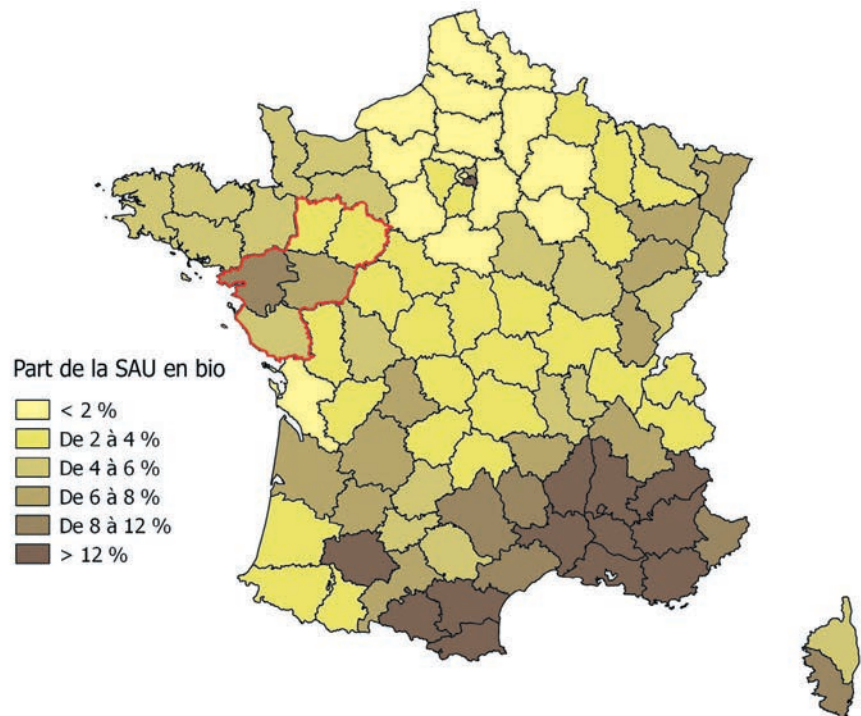 Part de la SAU en bio
< 2 %
De 2 à 4 %
De 4 à 6 %
De 6 à 8 %
De 8 à 12 %
> 12 %